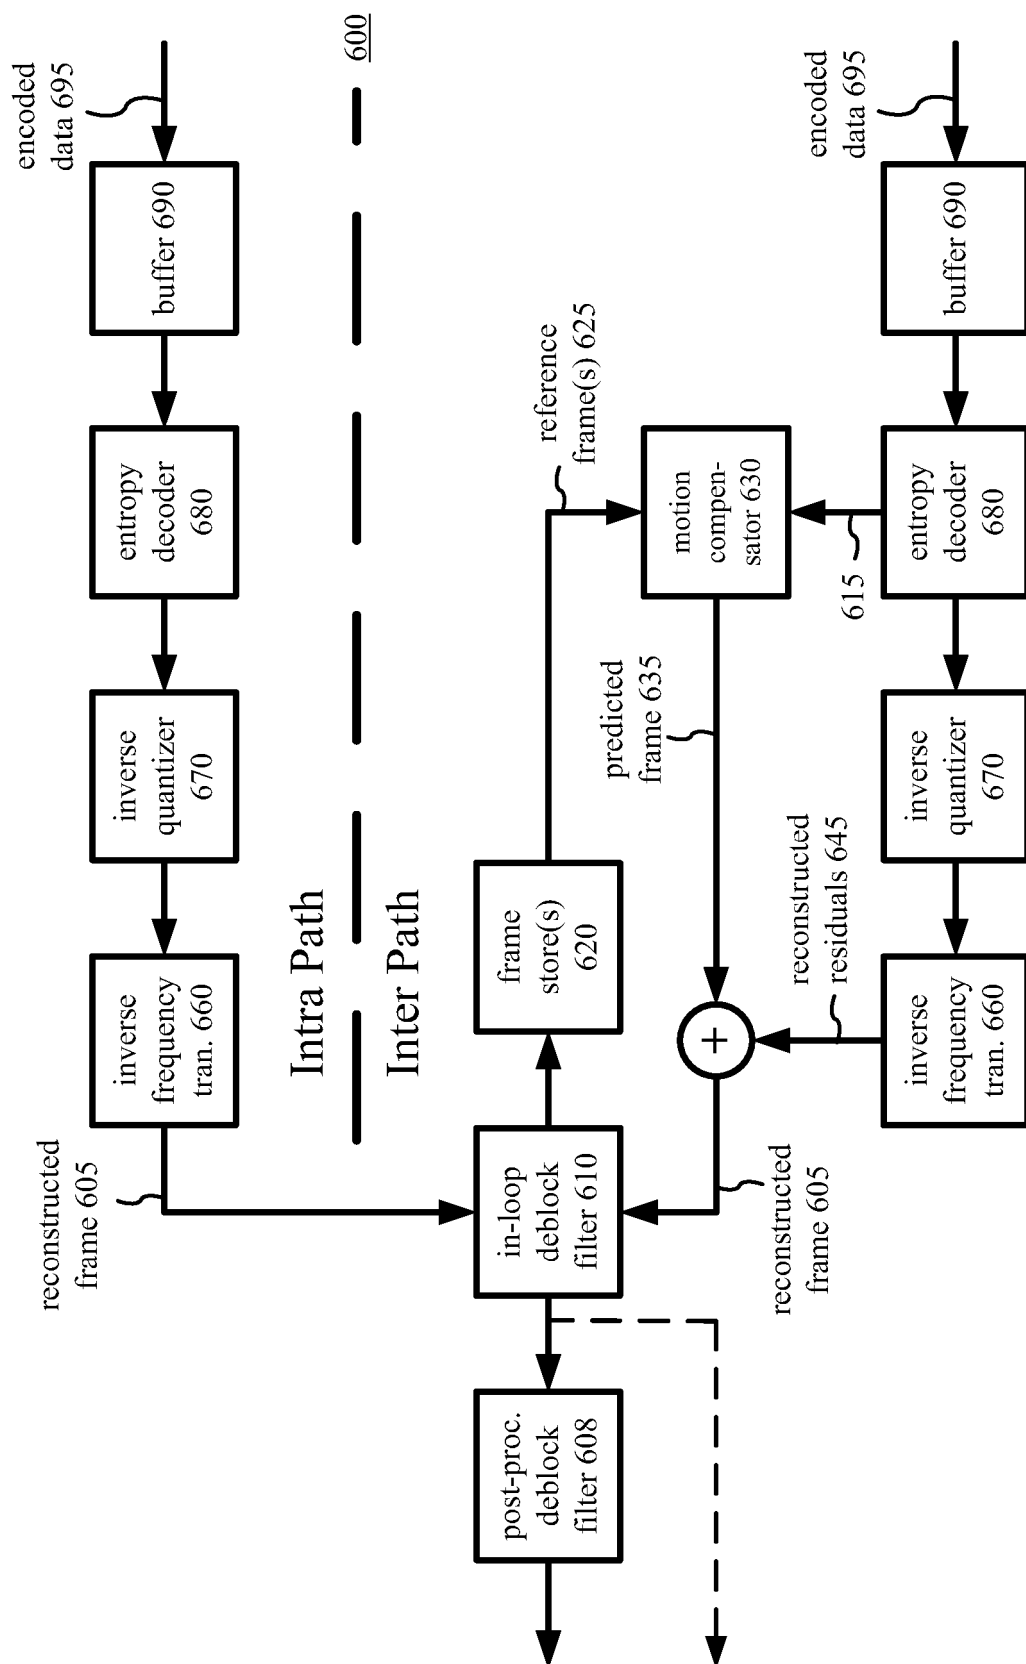 600
encoded
data 695
buffer 690
entropy
decoder
680
inverse
quantizer
670
inverse
frequency
tran. 660
reconstructed
frame 605
Intra Path
Inter Path
post-proc.
deblock
filter 608
in-loop
deblock
filter 610
frame
store(s)
620
reference
frame(s) 625
motion
compen-
sator 630
predicted
frame 635
+
reconstructed
frame 605
615
reconstructed
residuals 645
encoded
data 695
buffer 690
entropy
decoder
680
inverse
quantizer
670
inverse
frequency
tran. 660